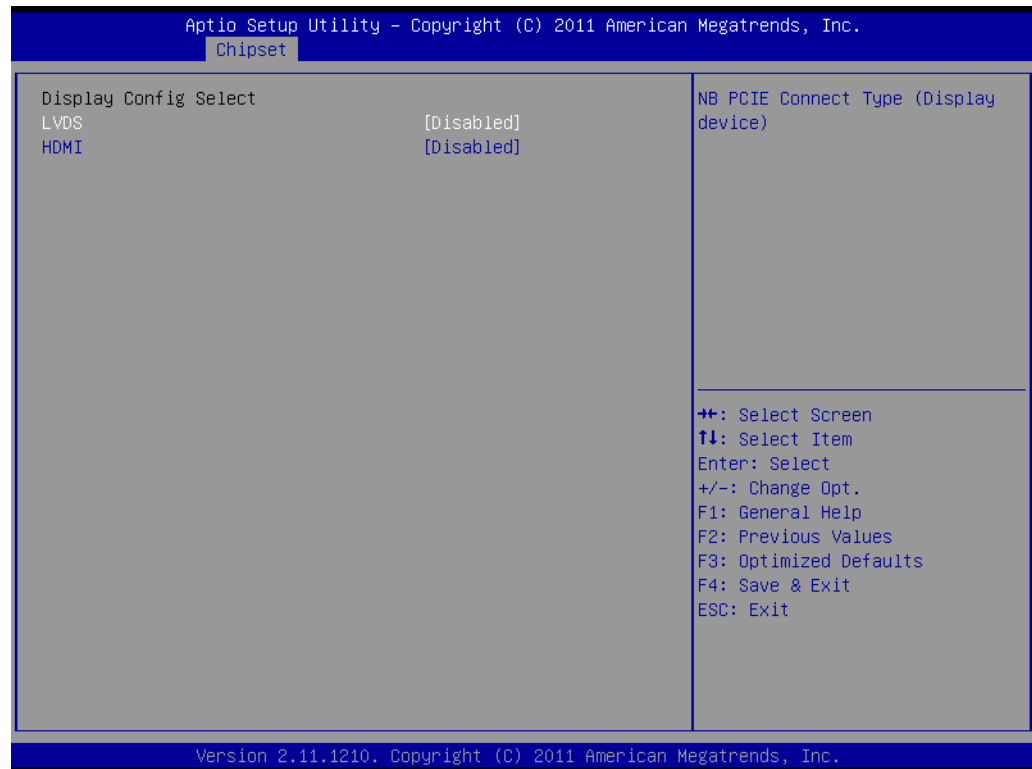 Aptio Setup Utility – Copyright (C) 2011 American Megatrends, Inc.
Chipset
Display Config Select
LVDS [Disabled]
HDMI [Disabled]
NB PCIE Connect Type (Display
device)
→←: Select Screen
↑↓: Select Item
Enter: Select
+/-: Change Opt.
F1: General Help
F2: Previous Values
F3: Optimized Defaults
F4: Save & Exit
ESC: Exit
Version 2.11.1210. Copyright (C) 2011 American Megatrends, Inc.